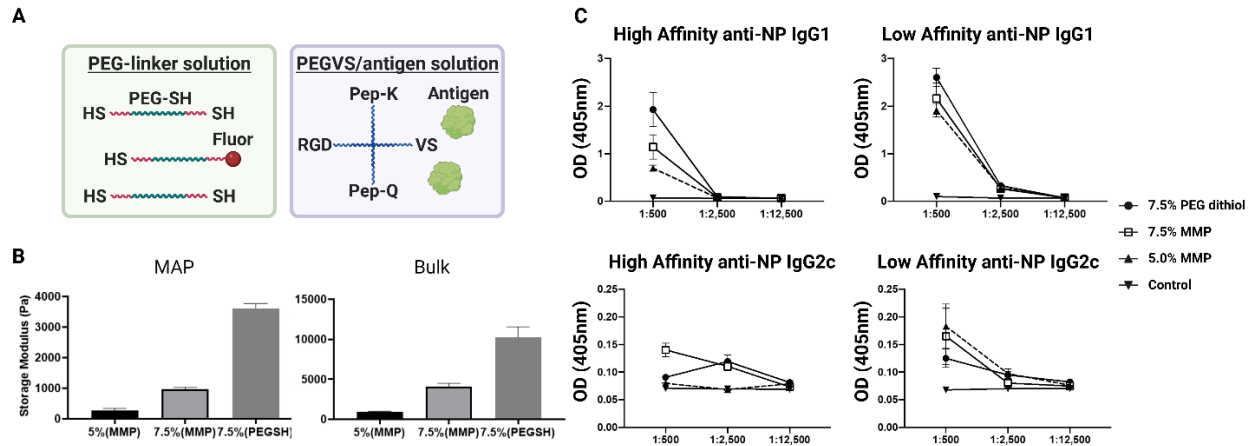 A
PEG-linker solution
PEG-SH
HS SH
Fluor
HS
HS SH
PEGVS/antigen solution
Pep-K Antigen
RGD VS
Pep-Q
B
MAP
Storage Modulus (Pa)
4000
3000
2000
1000
0
5%(MMP) 7.5%(MMP) 7.5%(PEGSH)
Bulk
15000
10000
5000
0
5%(MMP) 7.5%(MMP) 7.5%(PEGSH)
C
High Affinity anti-NP IgG1
OD (405nm)
3
2
1
0
1:500 1:2,500 1:12,500
Low Affinity anti-NP IgG1
OD (405nm)
3
2
1
0
1:500 1:2,500 1:12,500
High Affinity anti-NP IgG2c
OD (405nm)
0.25
0.20
0.15
0.10
0.05
0.00
1:500 1:2,500 1:12,500
Low Affinity anti-NP IgG2c
OD (405nm)
0.25
0.20
0.15
0.10
0.05
0.00
1:500 1:2,500 1:12,500
7.5% PEG dithiol
7.5% MMP
5.0% MMP
Control